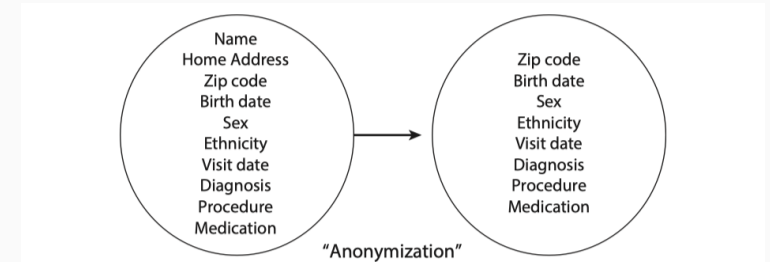 Name
Home Address
Zip code
Birth date
Sex
Ethnicity
Visit date
Diagnosis
Procedure
Medication
Zip code
Birth date
Sex
Ethnicity
Visit date
Diagnosis
Procedure
Medication
“Anonymization”